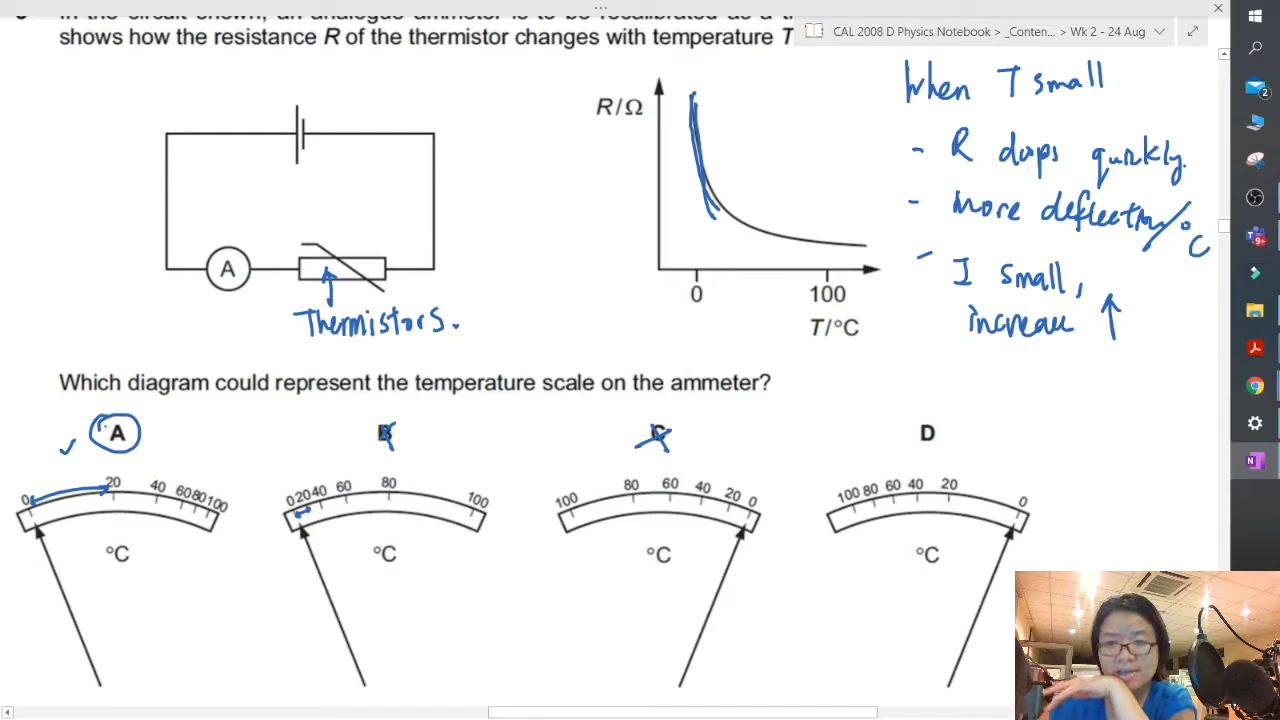 CAL 2008 D Physics Notebook > _Conten... > Wk 2 - 24 Aug
shows how the resistance R of the thermistor changes with temperature T
R/Ω
0
100
T/°C
Thermistors.
When T small
- R drops quickly.
- more deflection/°C
- I small,
increase ↑
Which diagram could represent the temperature scale on the ammeter?
A
B
C
D
0 20 40 60 80 100
0 20 40 60 80 100
100 80 60 40 20 0
100 80 60 40 20 0
°C
°C
°C
°C
A
2
9+
N